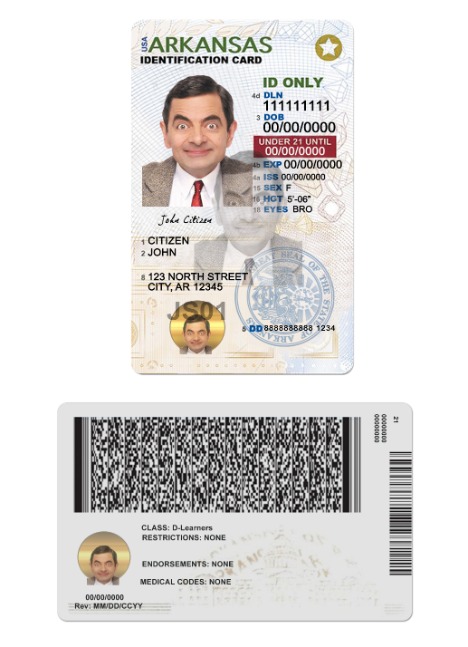 USA
ARKANSAS
IDENTIFICATION CARD
ID ONLY
4d DLN
111111111
3 DOB
00/00/0000
UNDER 21 UNTIL
00/00/0000
4b EXP 00/00/0000
4a ISS 00/00/0000
15 SEX F
16 HGT 5'-06"
18 EYES BRO
John Citizen
1 CITIZEN
2 JOHN
8 123 NORTH STREET
CITY, AR 12345
JS01
GREAT SEAL OF THE STATE OF ARKANSAS
5 DD 8888888888 1234
21
00000000
00000000
CLASS: D-Learners
RESTRICTIONS: NONE
ENDORSEMENTS: NONE
MEDICAL CODES: NONE
00/00/0000
Rev: MM/DD/CCYY